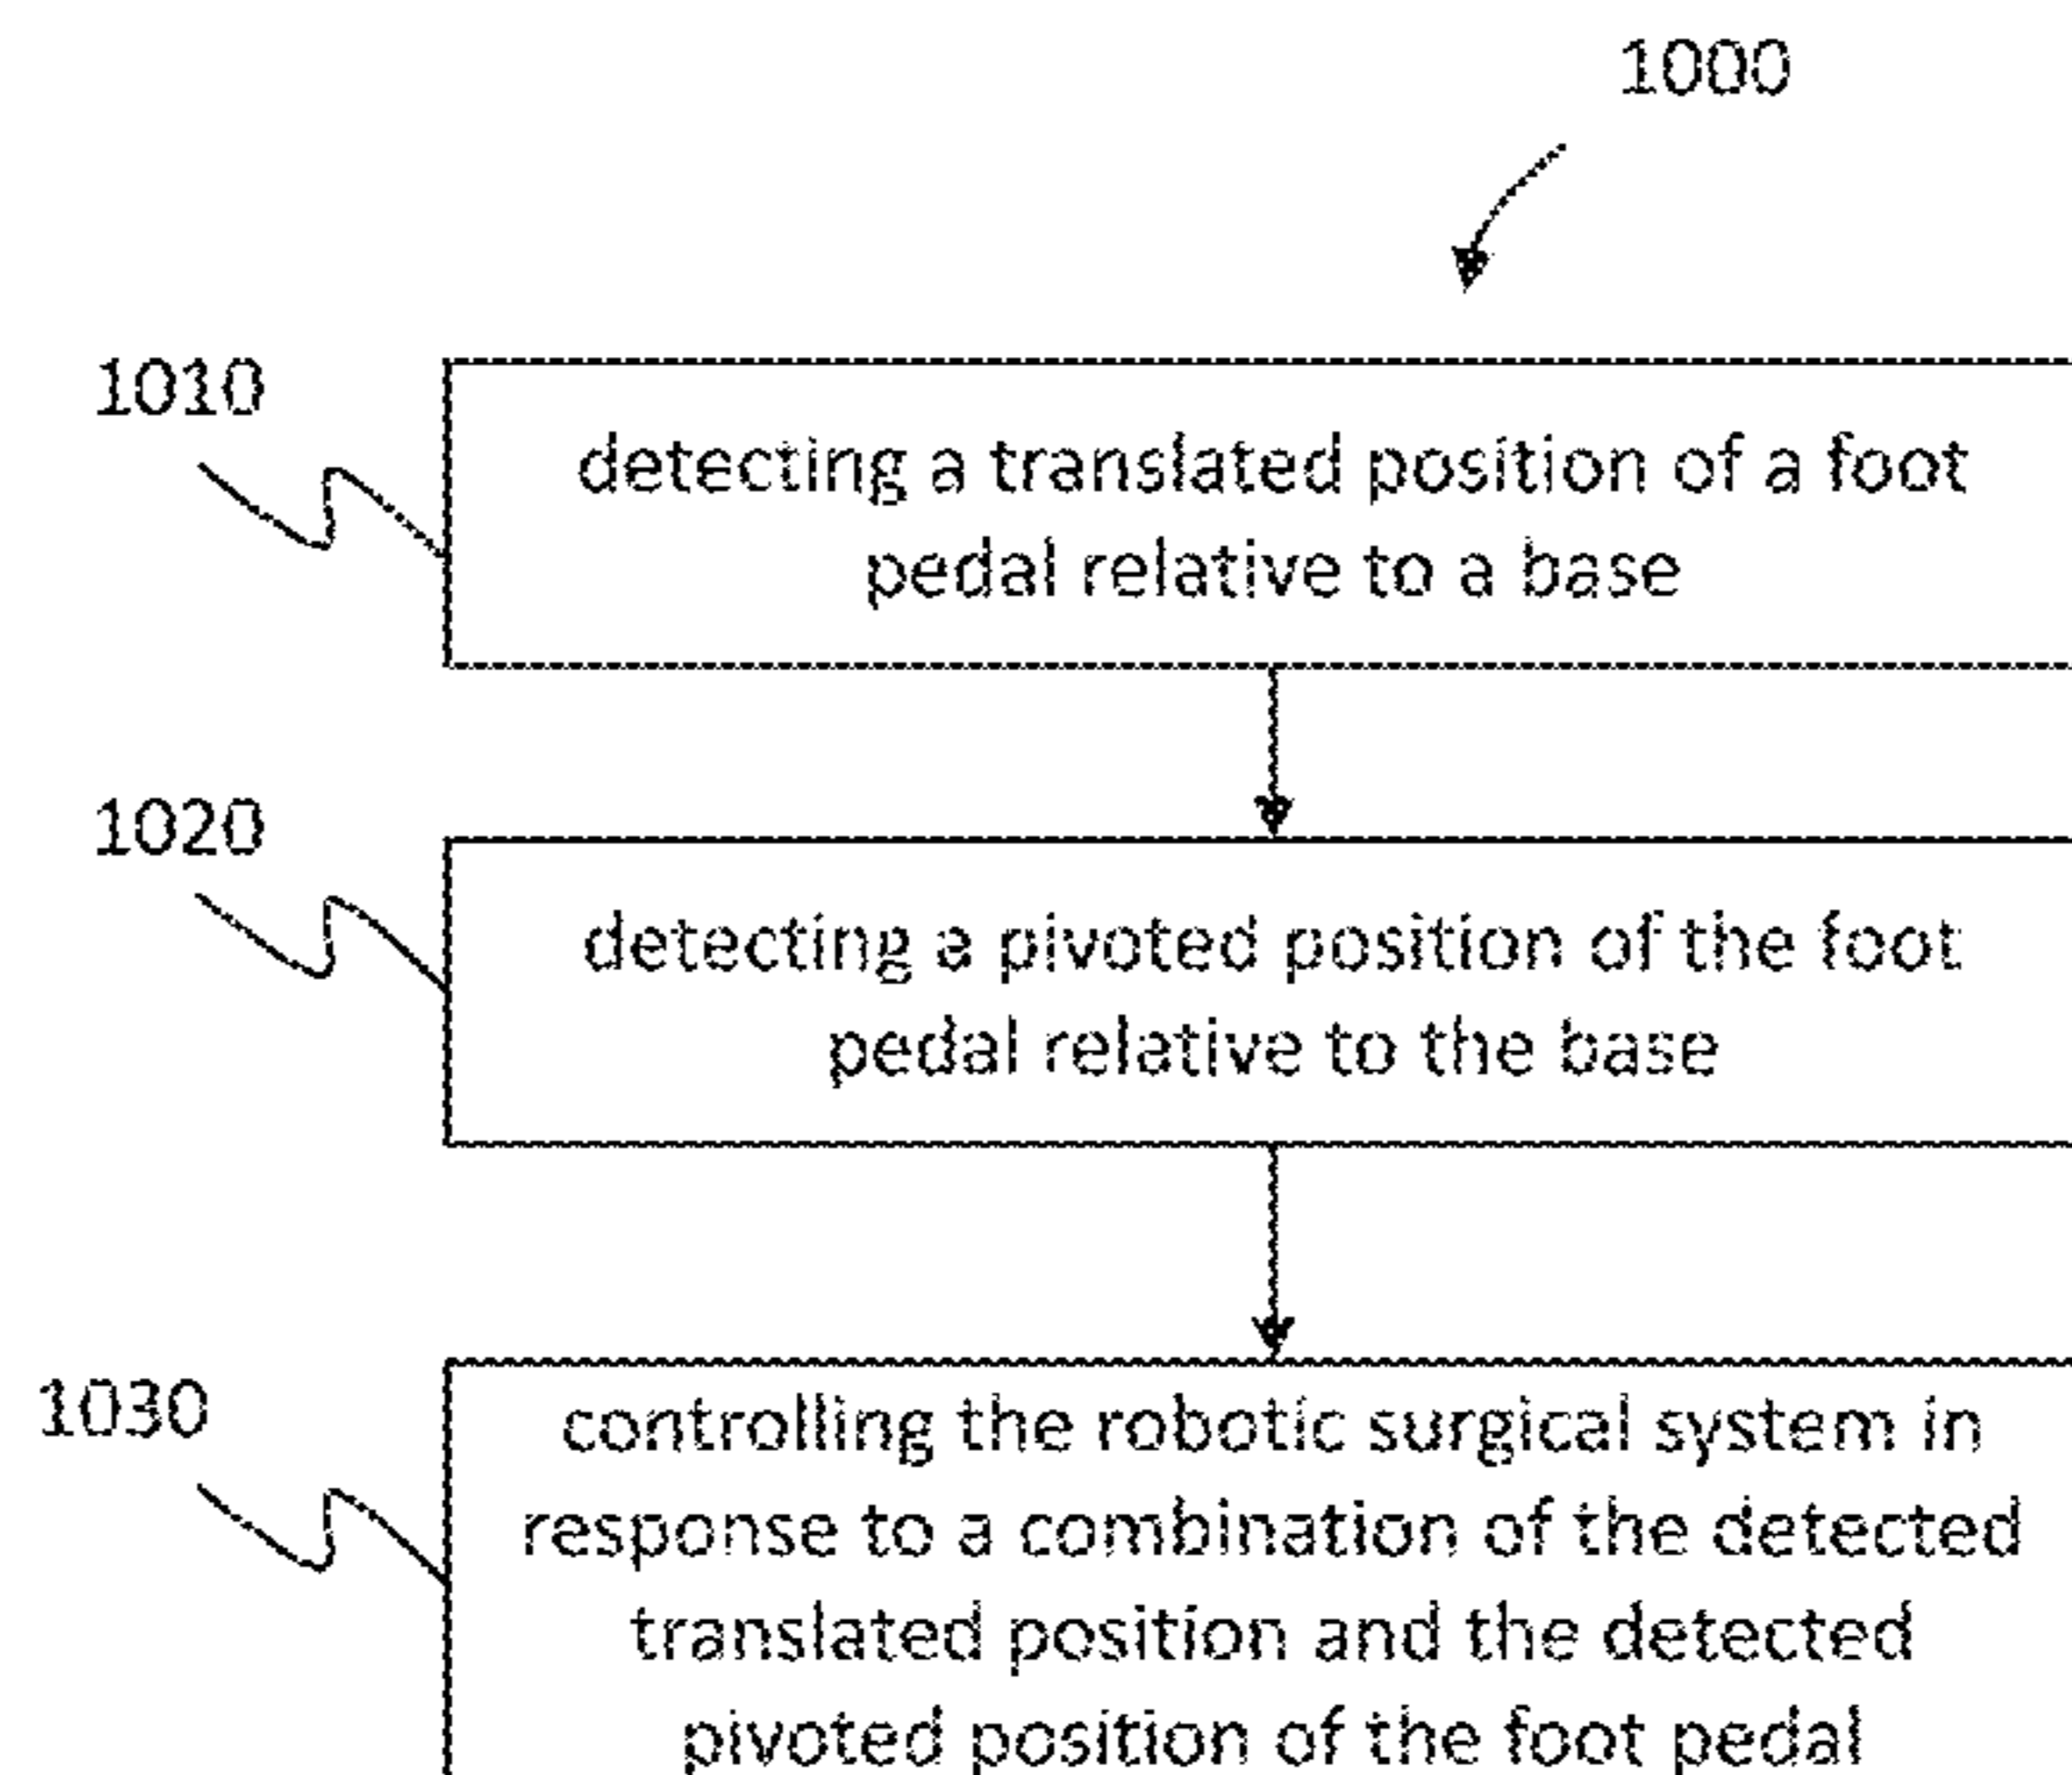 1000
1010
detecting a translated position of a foot
pedal relative to a base
1020
detecting a pivoted position of the foot
pedal relative to the base
1030
controlling the robotic surgical system in
response to a combination of the detected
translated position and the detected
pivoted position of the foot pedal